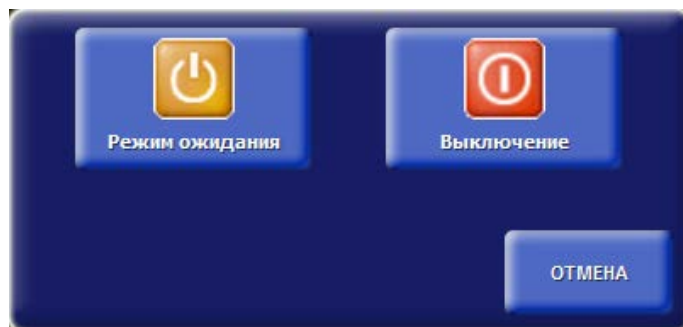 Режим ожидания
Выключение
ОТМЕНА